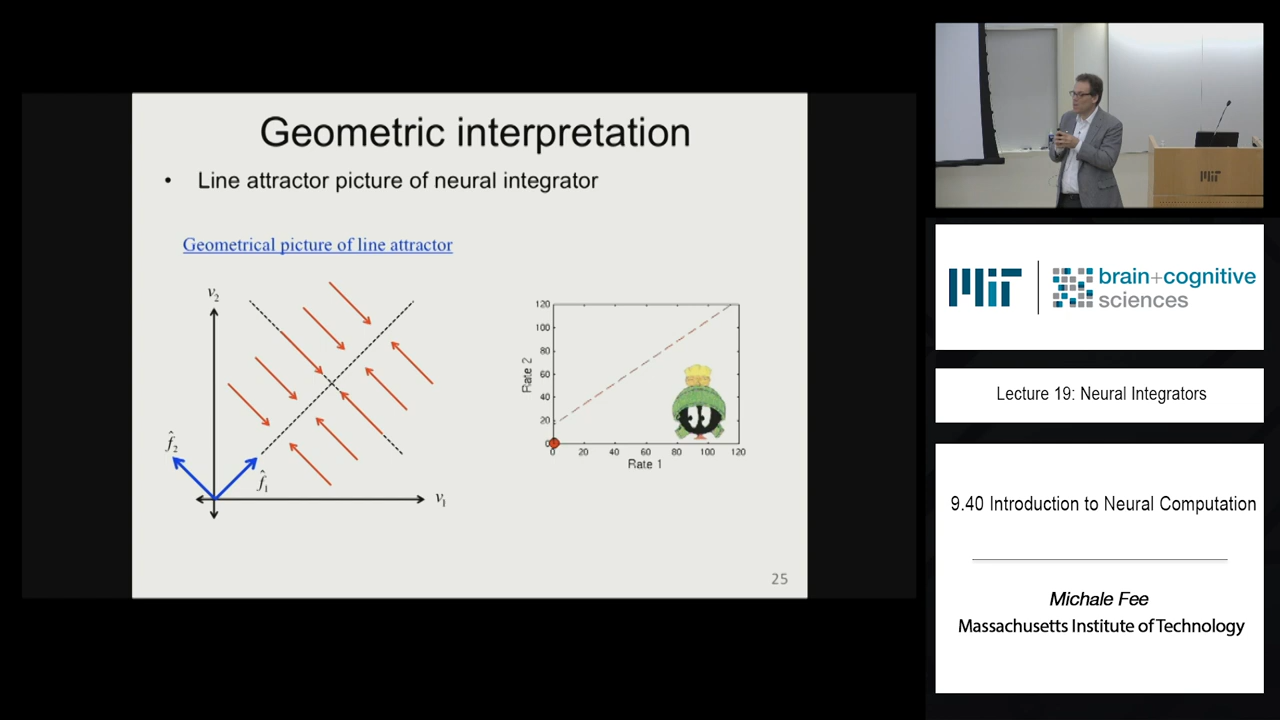 Geometric interpretation
• Line attractor picture of neural integrator
Geometrical picture of line attractor
v2
f̂2
f̂1
v1
120
100
80
60
40
20
0
Rate 2
0 20 40 60 80 100 120
Rate 1
25
MIT
MIT brain+cognitive
sciences
Lecture 19: Neural Integrators
9.40 Introduction to Neural Computation
Michale Fee
Massachusetts Institute of Technology